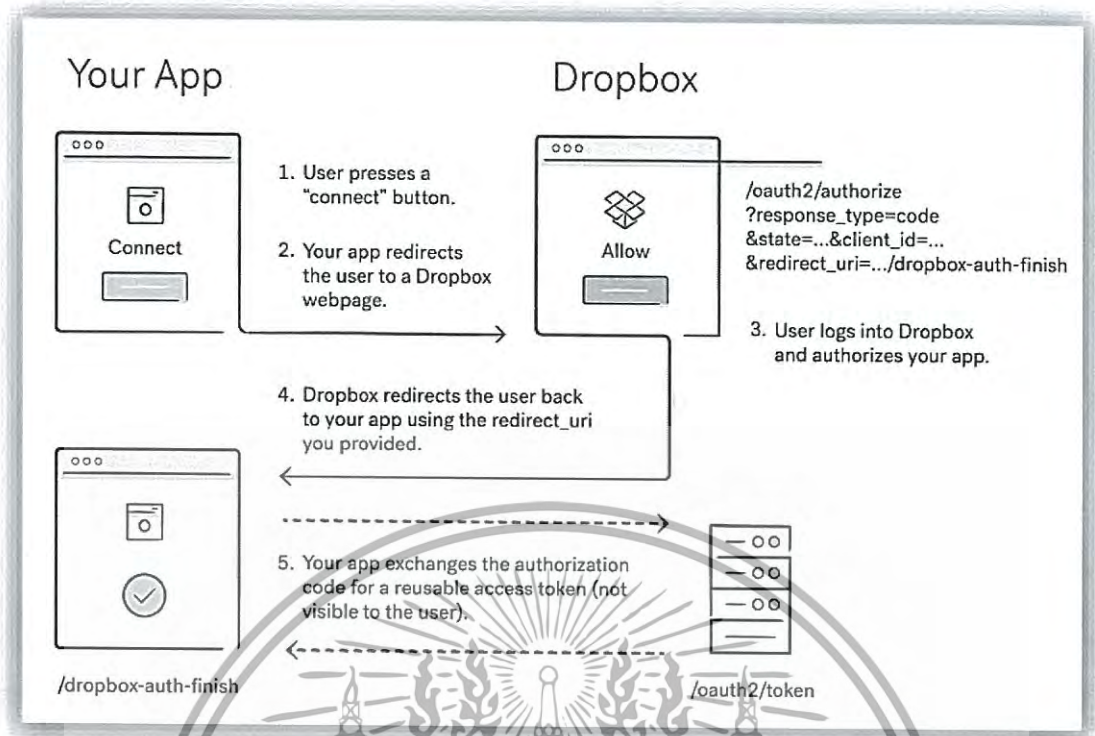 Your App
Dropbox
Connect
1. User presses a
"connect" button.
2. Your app redirects
the user to a Dropbox
webpage.
Allow
/oauth2/authorize
?response_type=code
&state=...&client_id=...
&redirect_uri=.../dropbox-auth-finish
3. User logs into Dropbox
and authorizes your app.
4. Dropbox redirects the user back
to your app using the redirect_uri
you provided.
5. Your app exchanges the authorization
code for a reusable access token (not
visible to the user).
/dropbox-auth-finish
/oauth2/token